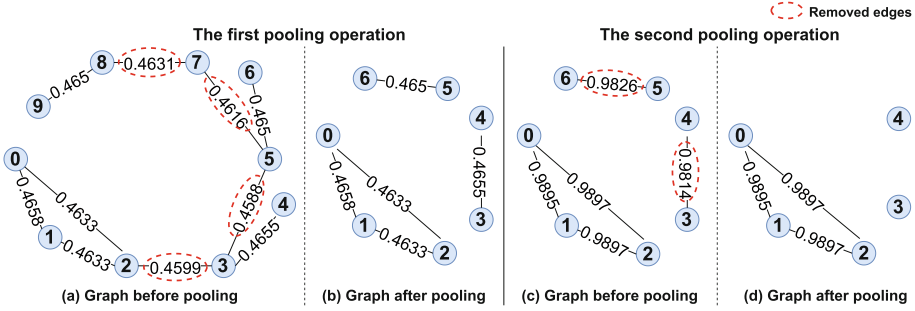 Removed edges
The first pooling operation
The second pooling operation
8 0.4631 7 6
0.465 0.4616 0.465
9
0 5
0.4658 0.4633 0.4588 4
1 0.4633 2 0.4599 3 0.4655
(a) Graph before pooling
6 0.465 5
4
0 0.4655
0.4658 0.4633 3
1 0.4633 2
(b) Graph after pooling
6 0.9826 5
4
0 0.9814
0.9895 0.9897 3
1 0.9897 2
(c) Graph before pooling
4
0
0.9895 0.9897 3
1 0.9897 2
(d) Graph after pooling